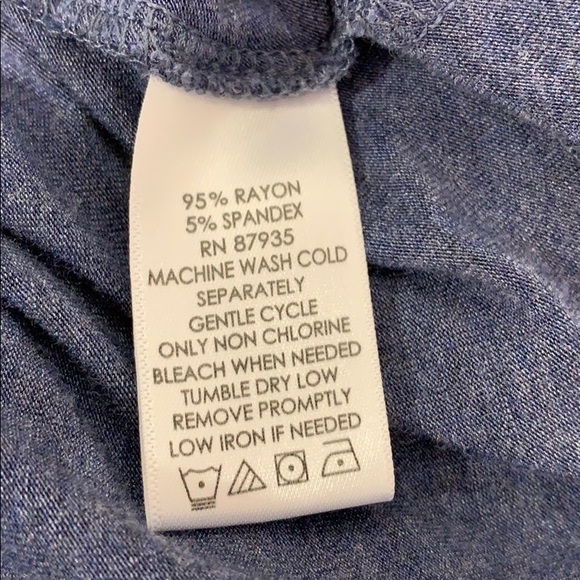 95% RAYON
5% SPANDEX
RN 87935
MACHINE WASH COLD
SEPARATELY
GENTLE CYCLE
ONLY NON CHLORINE
BLEACH WHEN NEEDED
TUMBLE DRY LOW
REMOVE PROMPTLY
LOW IRON IF NEEDED